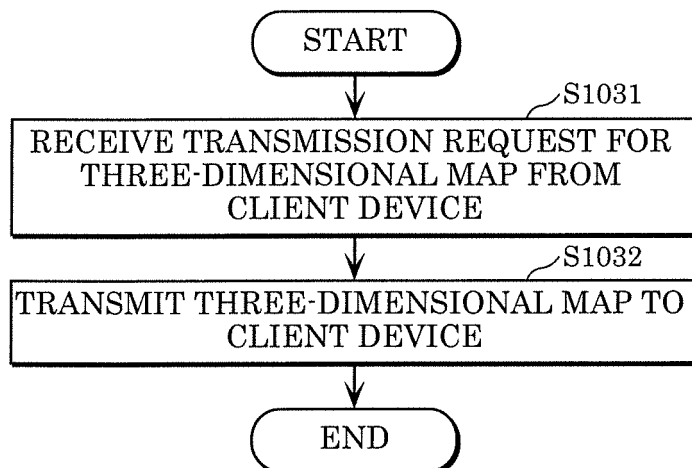 START
S1031
RECEIVE TRANSMISSION REQUEST FOR
THREE-DIMENSIONAL MAP FROM
CLIENT DEVICE
S1032
TRANSMIT THREE-DIMENSIONAL MAP TO
CLIENT DEVICE
END